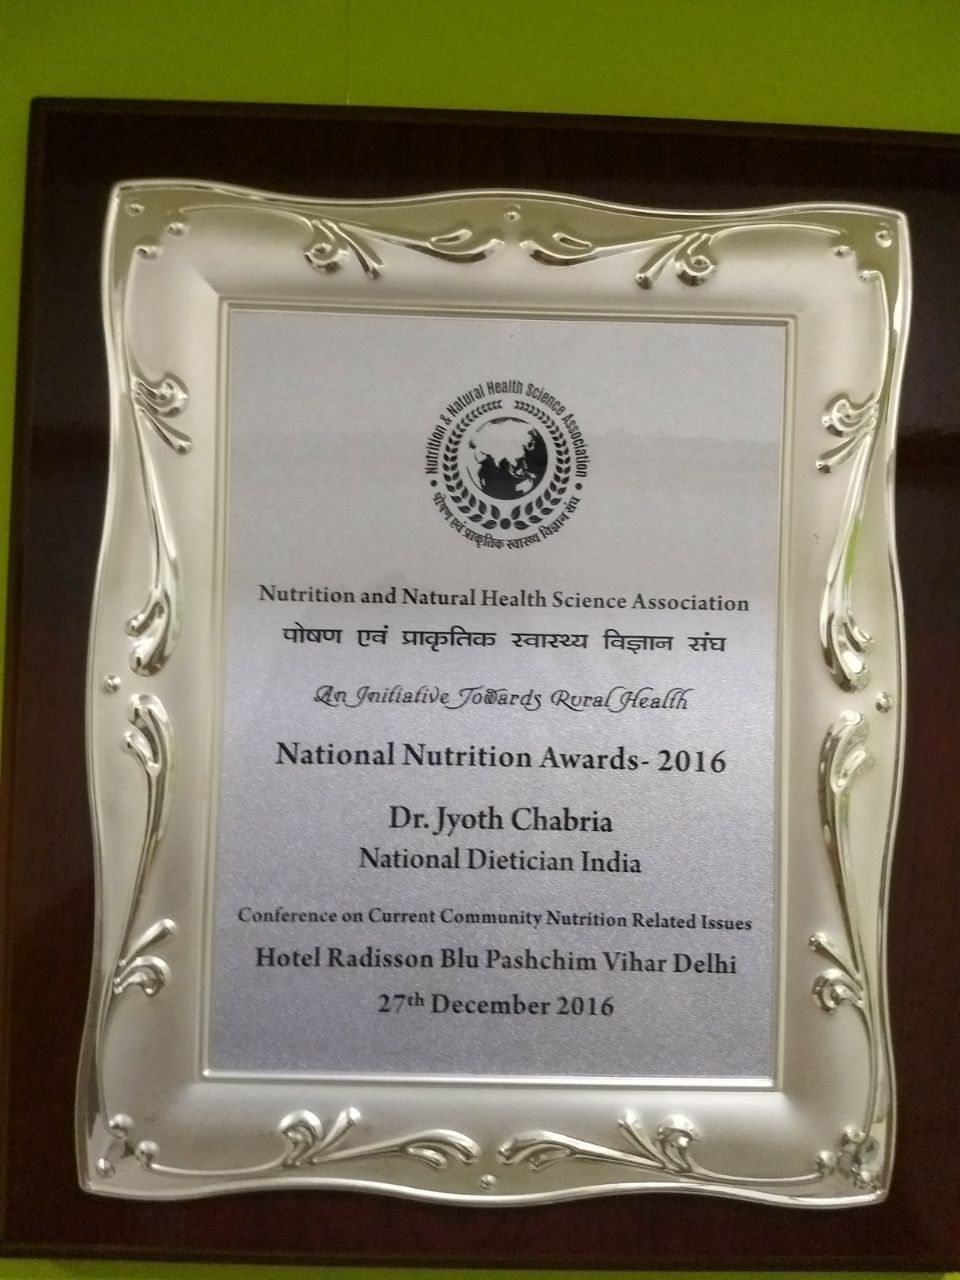 Nutrition & Natural Health Science Association
पोषण एवं प्राकृतिक स्वास्थ्य विज्ञान संघ
Nutrition and Natural Health Science Association
पोषण एवं प्राकृतिक स्वास्थ्य विज्ञान संघ
An Initiative Towards Rural Health
National Nutrition Awards- 2016
Dr. Jyoth Chabria
National Dietician India
Conference on Current Community Nutrition Related Issues
Hotel Radisson Blu Pashchim Vihar Delhi
27th December 2016